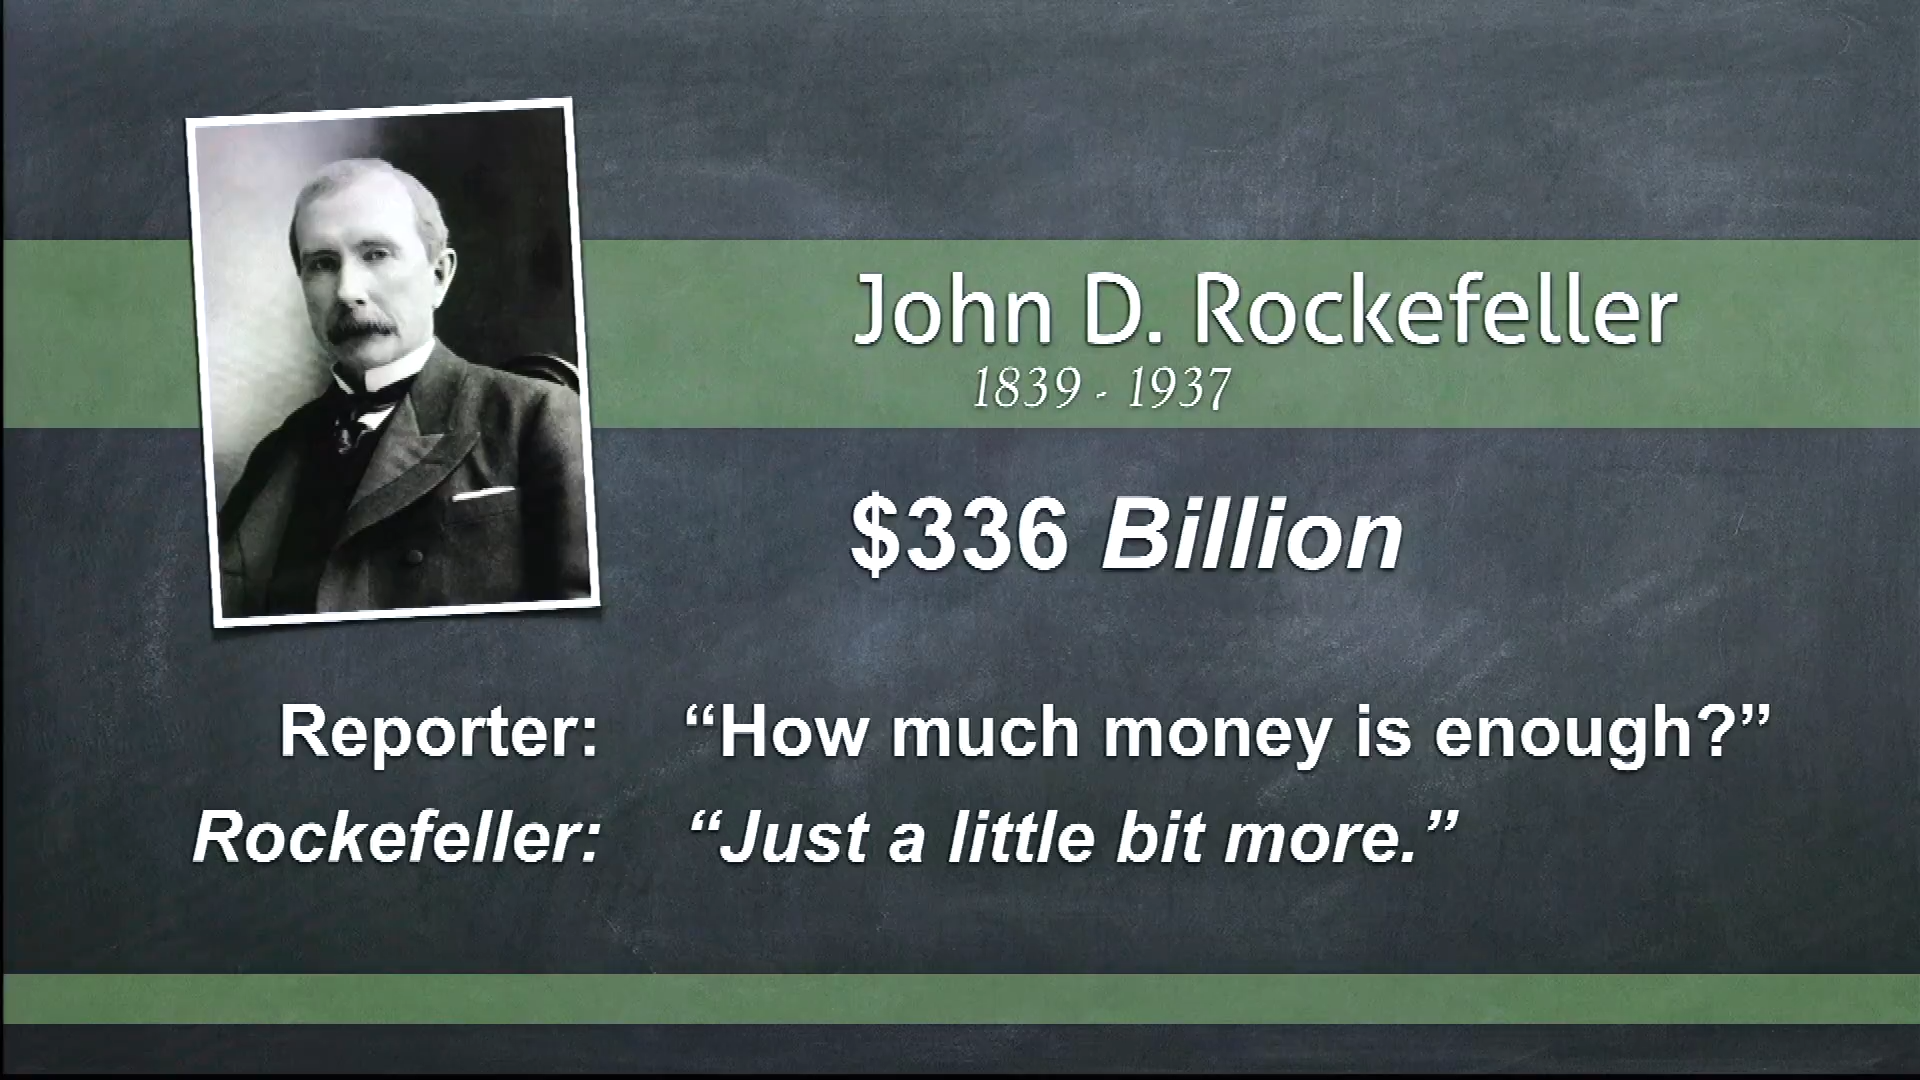 John D. Rockefeller
1839 - 1937
$336 Billion
Reporter: “How much money is enough?”
Rockefeller: “Just a little bit more.”